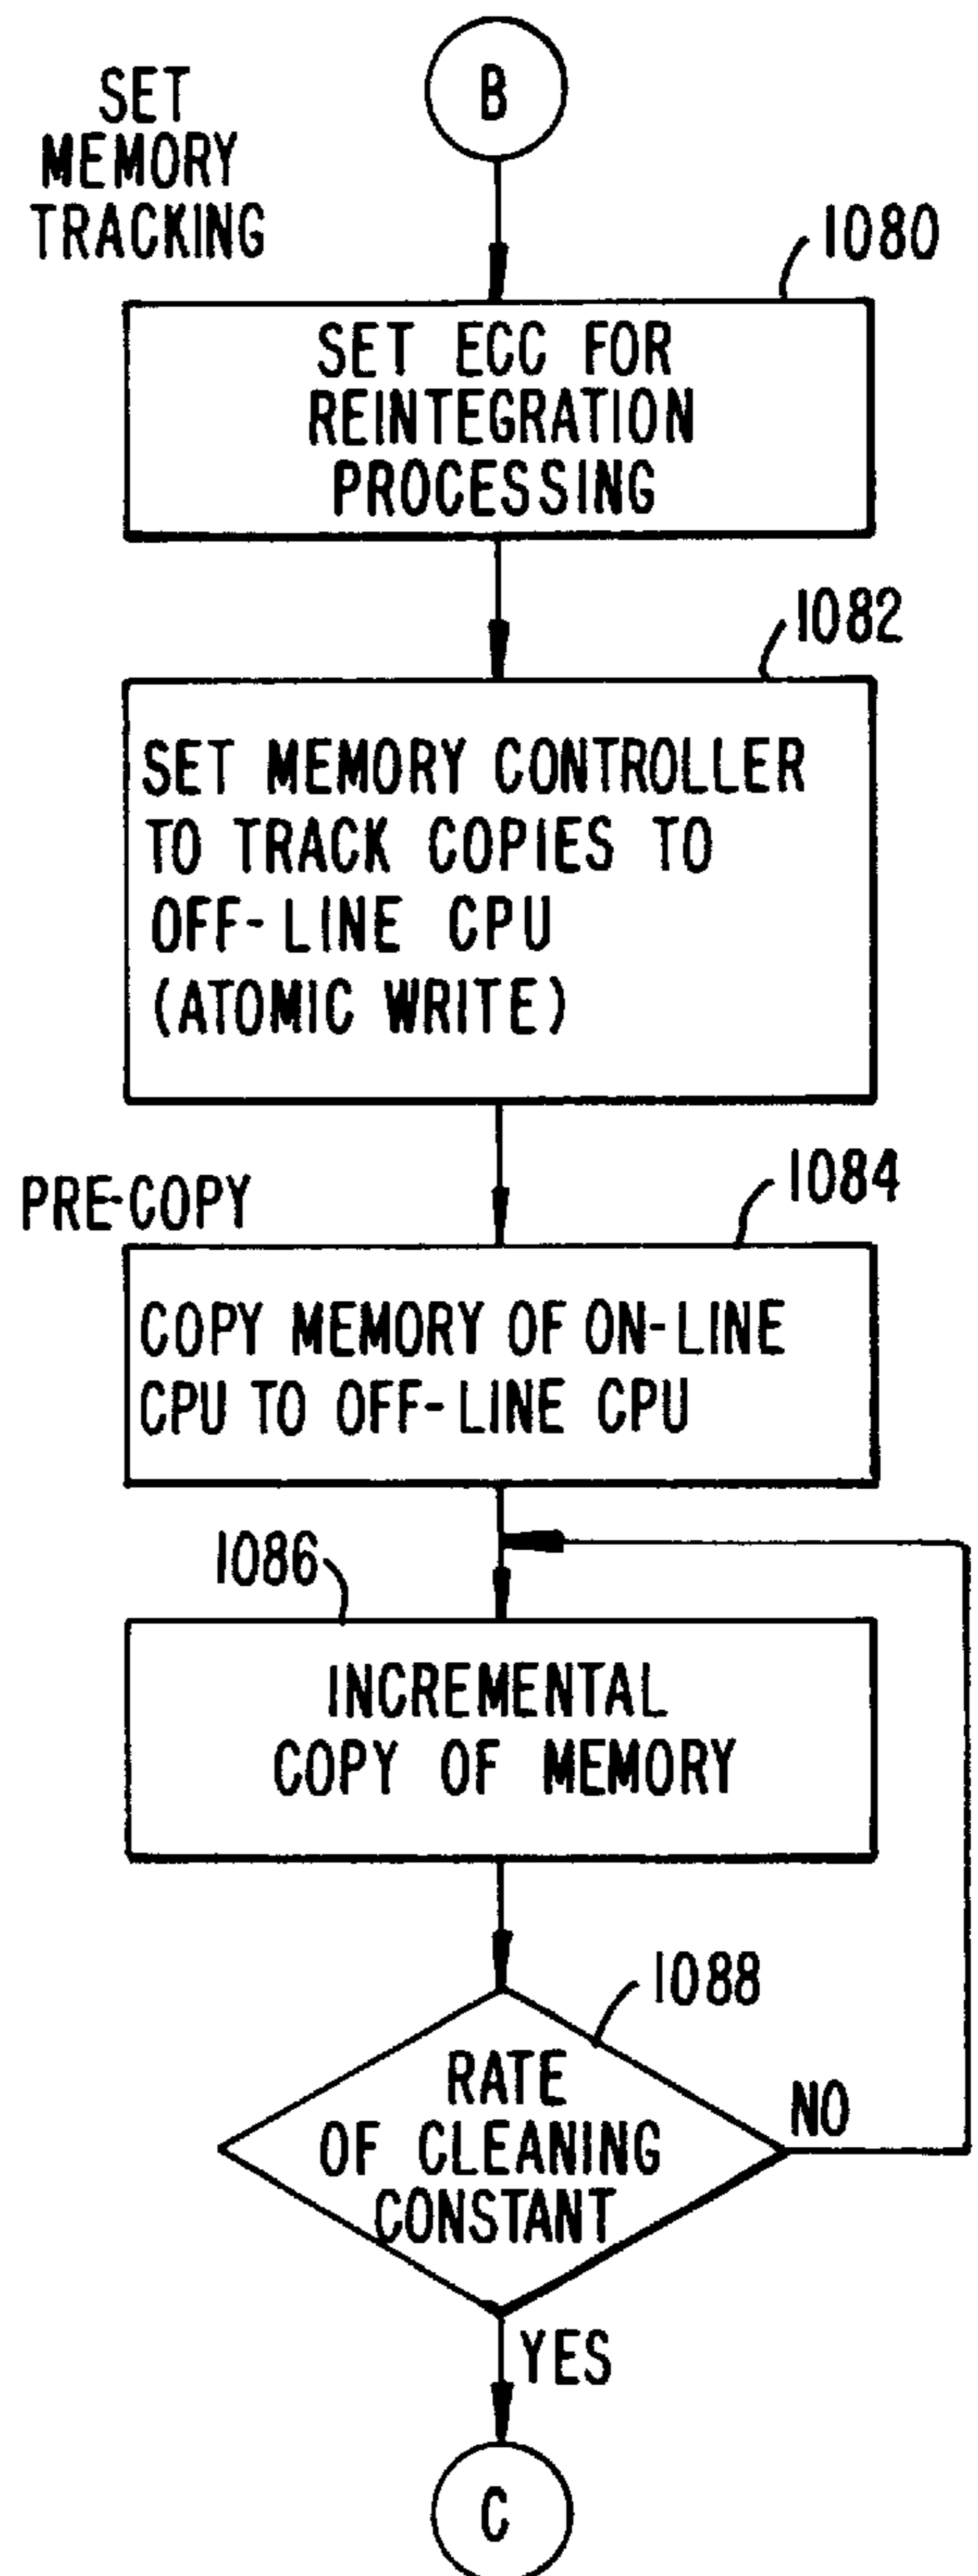 B
SET
MEMORY
TRACKING
1080
SET ECC FOR
REINTEGRATION
PROCESSING
1082
SET MEMORY CONTROLLER
TO TRACK COPIES TO
OFF-LINE CPU
(ATOMIC WRITE)
PRE-COPY
1084
COPY MEMORY OF ON-LINE
CPU TO OFF-LINE CPU
1086
INCREMENTAL
COPY OF MEMORY
1088
RATE
OF CLEANING
CONSTANT
NO
YES
C